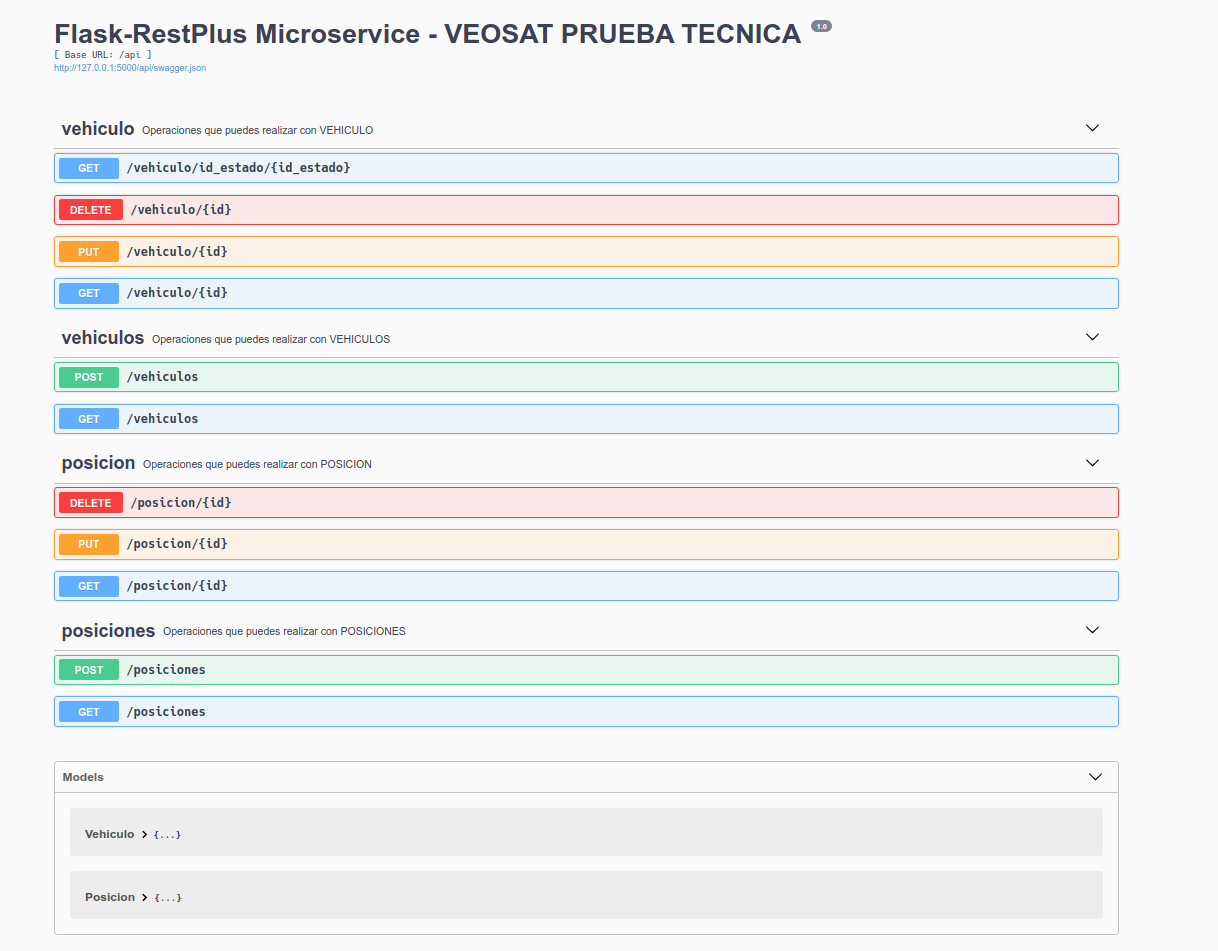 Flask-RestPlus Microservice - VEOSAT PRUEBA TECNICA 1.0
[ Base URL: /api ]
http://127.0.0.1:5000/api/swagger.json
vehiculo Operaciones que puedes realizar con VEHICULO
GET /vehiculo/id_estado/{id_estado}
DELETE /vehiculo/{id}
PUT /vehiculo/{id}
GET /vehiculo/{id}
vehiculos Operaciones que puedes realizar con VEHICULOS
POST /vehiculos
GET /vehiculos
posicion Operaciones que puedes realizar con POSICION
DELETE /posicion/{id}
PUT /posicion/{id}
GET /posicion/{id}
posiciones Operaciones que puedes realizar con POSICIONES
POST /posiciones
GET /posiciones
Models
Vehiculo > {...}
Posicion > {...}